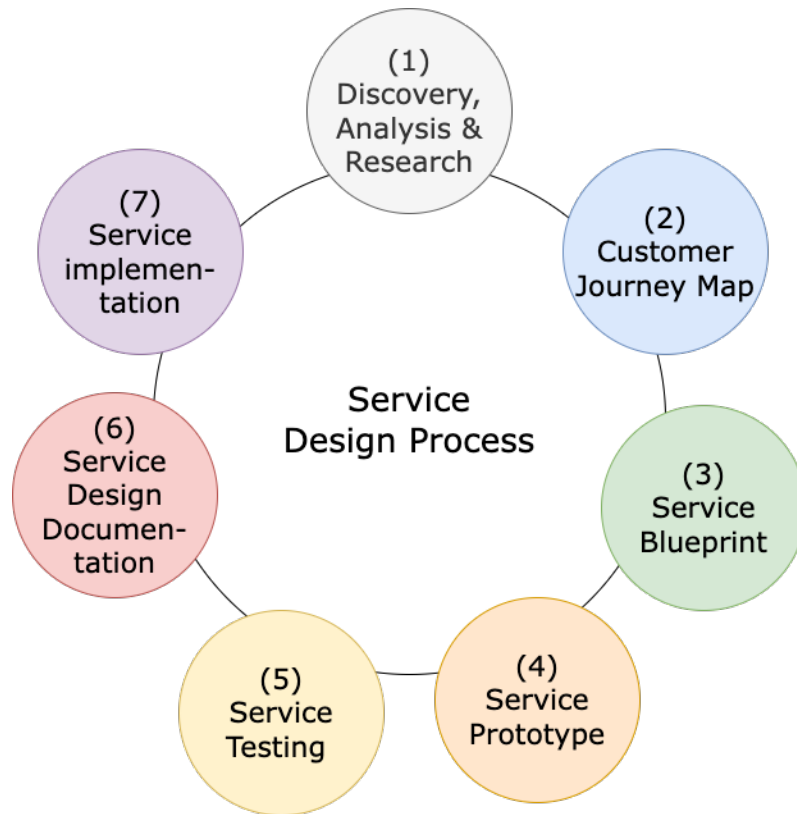 (1)
Discovery,
Analysis &
Research
(2)
Customer
Journey Map
(3)
Service
Blueprint
(4)
Service
Prototype
(5)
Service
Testing
(6)
Service
Design
Documen-
tation
(7)
Service
implemen-
tation
Service
Design Process